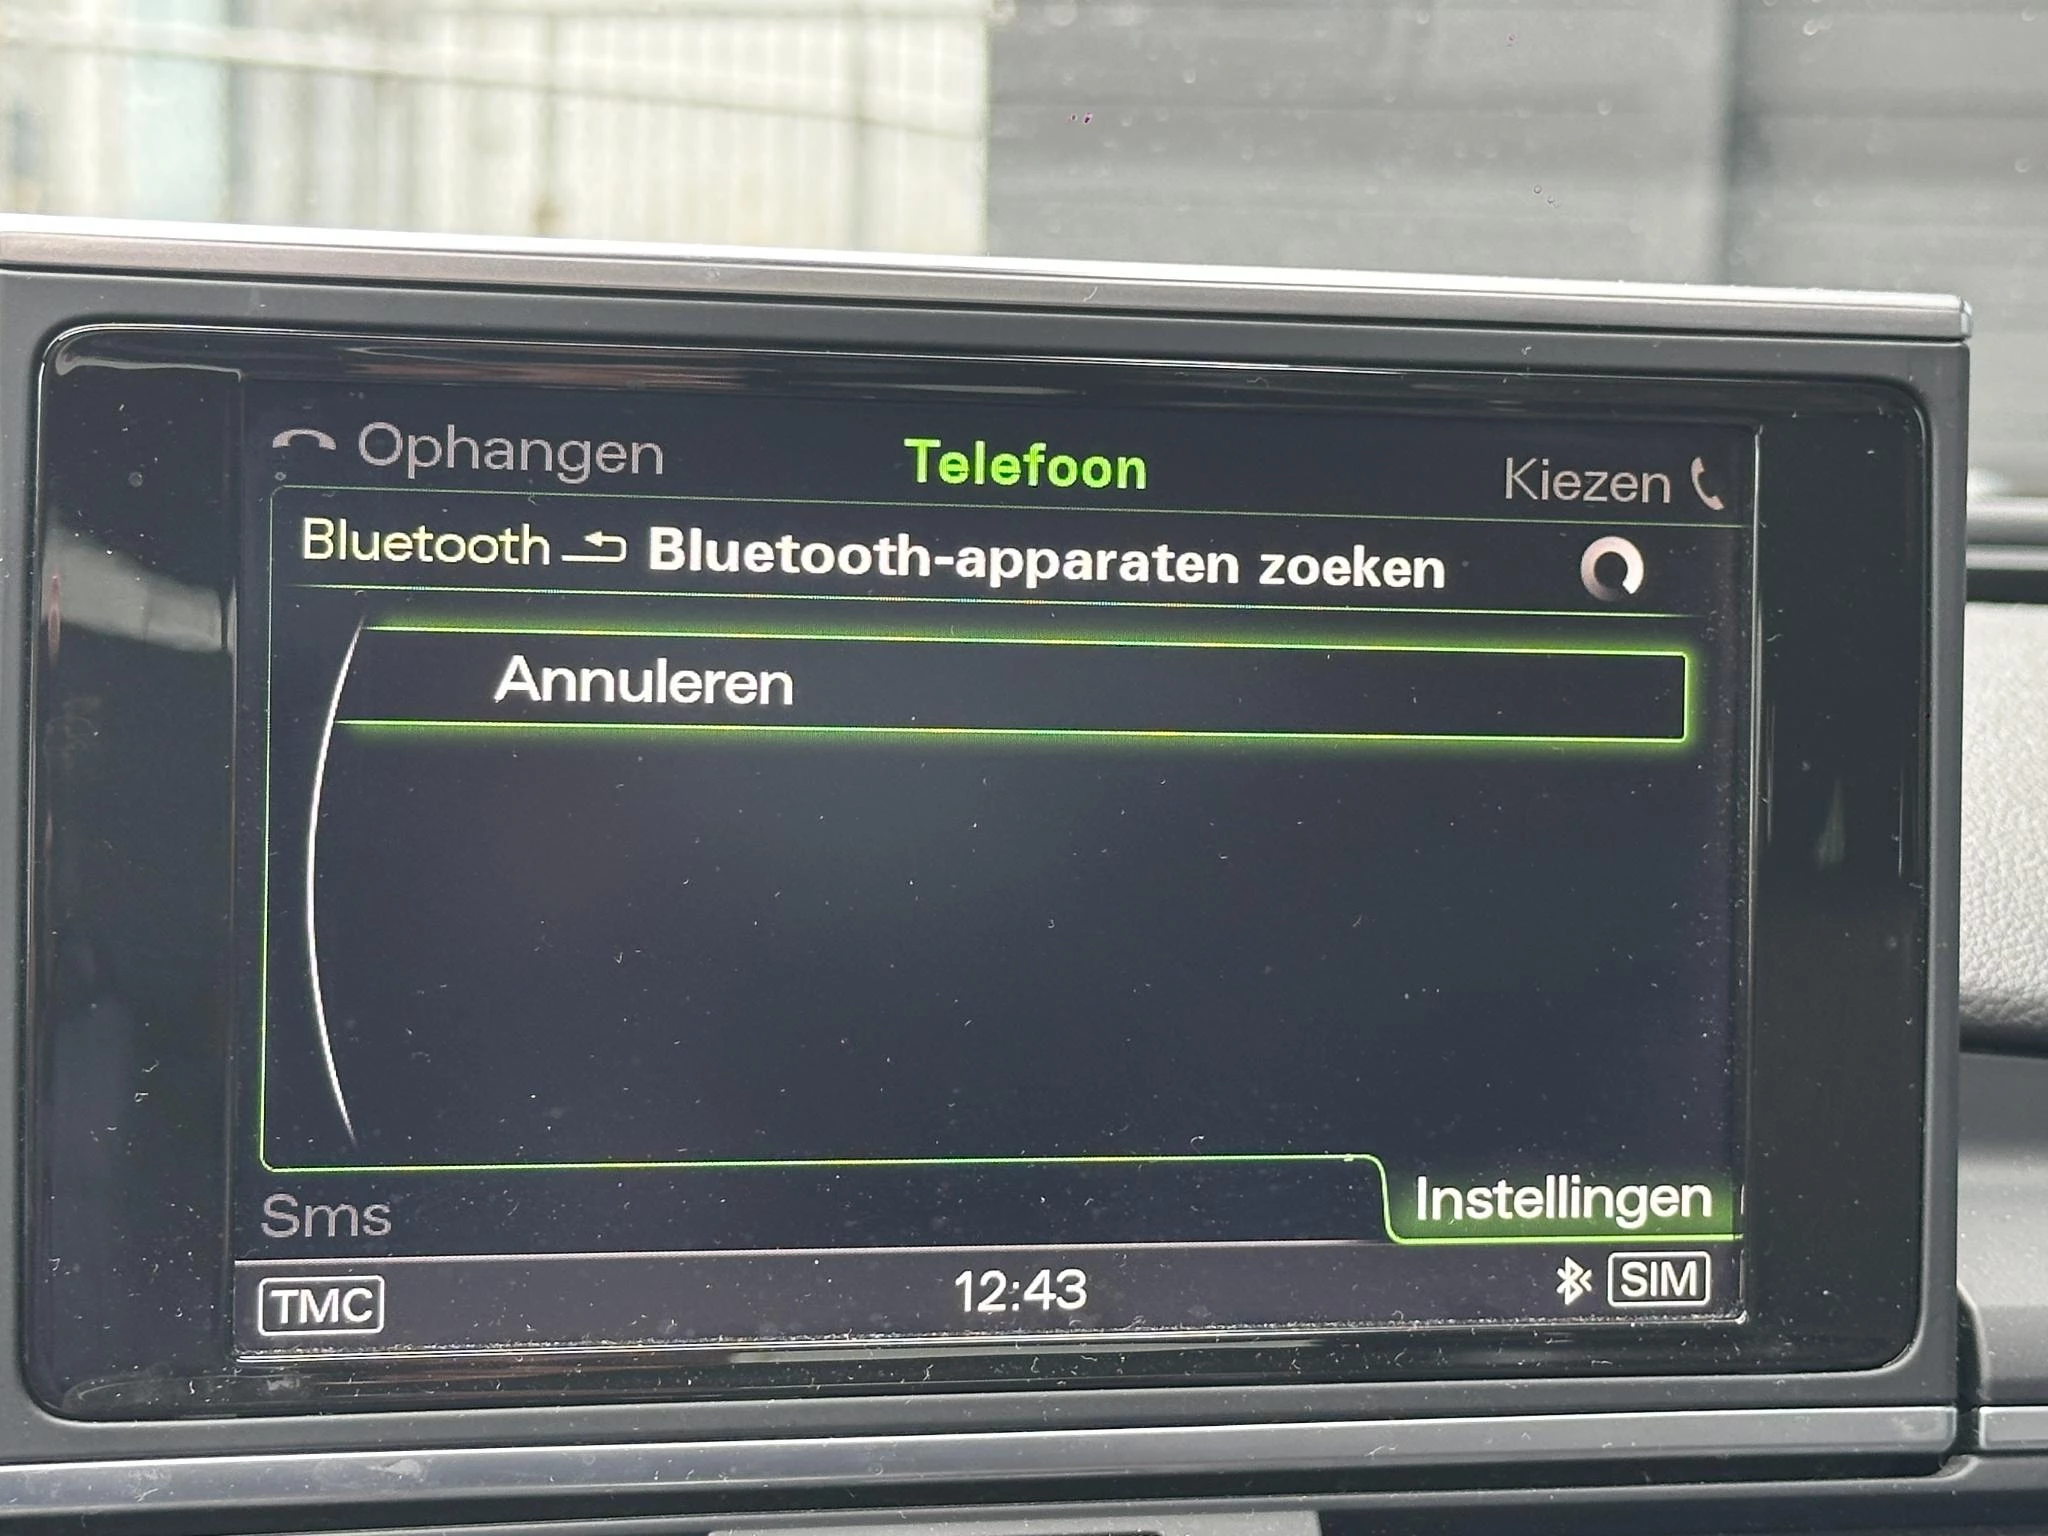 Ophangen Telefoon Kiezen
Bluetooth Bluetooth-apparaten zoeken
Annuleren
Sms Instellingen
TMC 12:43 SIM